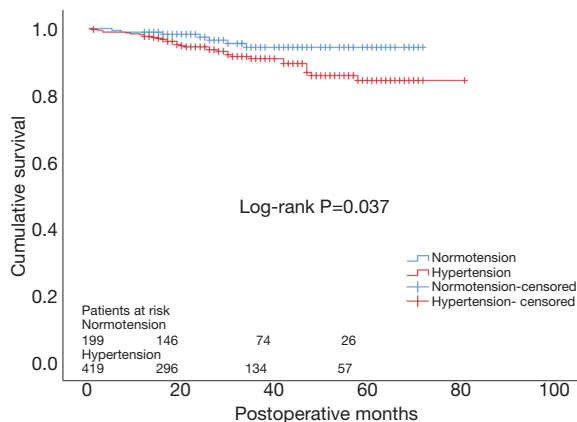 1.0
0.8
0.6
0.4
0.2
0.0
Cumulative survival
Log-rank P=0.037
Normotension
Hypertension
Normotension-censored
Hypertension- censored
Patients at risk
Normotension
199 146 74 26
Hypertension
419 296 134 57
0 20 40 60 80 100
Postoperative months